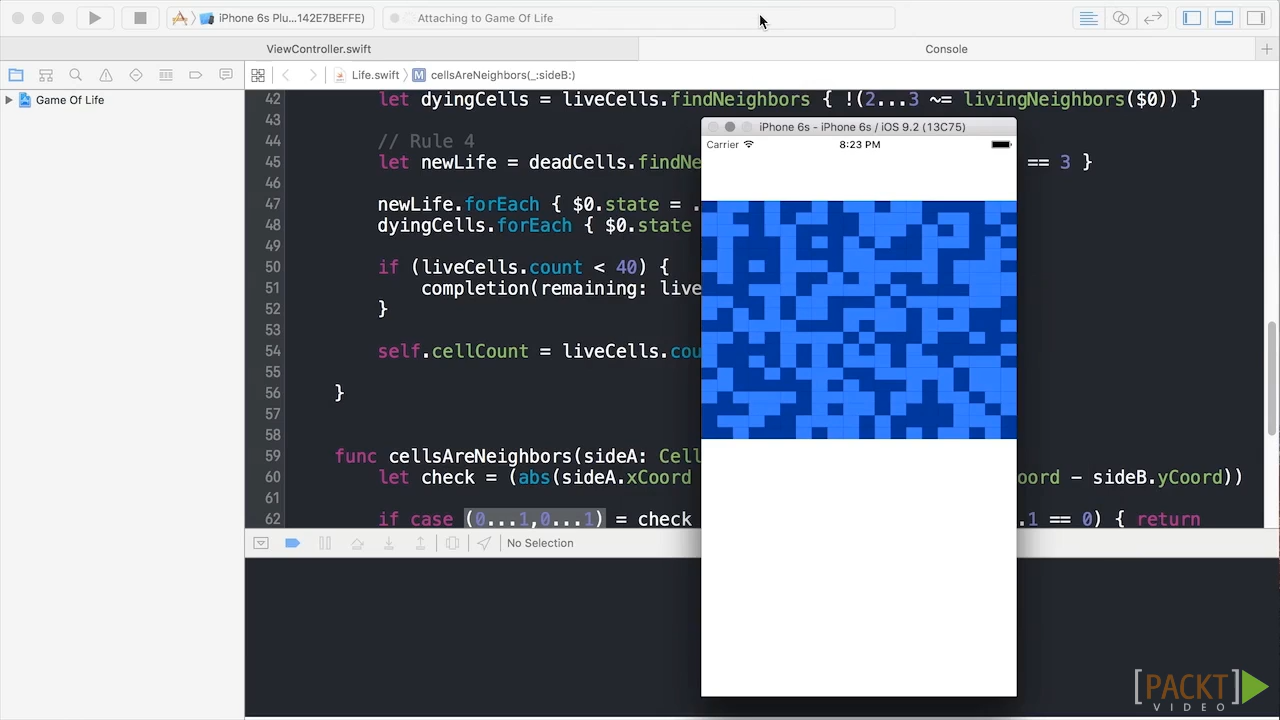 iPhone 6s Plu...142E7BEFFE)
Attaching to Game Of Life
ViewController.swift
Console
Life.swift
M cellsAreNeighbors(_:sideB:)
Game Of Life
42 let dyingCells = liveCells.findNeighbors { !(2...3 ~= livingNeighbors($0)) }
43
44 // Rule 4
45 let newLife = deadCells.findNe == 3 }
46
47 newLife.forEach { $0.state = .
48 dyingCells.forEach { $0.state
49
50 if (liveCells.count < 40) {
51 completion(remaining: live
52 }
53
54 self.cellCount = liveCells.cou
55
56 }
57
58
59 func cellsAreNeighbors(sideA: Cell
60 let check = (abs(sideA.xCoord oord - sideB.yCoord))
61
62 if case (0...1,0...1) = check .1 == 0) { return
No Selection
iPhone 6s - iPhone 6s / iOS 9.2 (13C75)
Carrier 8:23 PM
[PACKT]
VIDEO